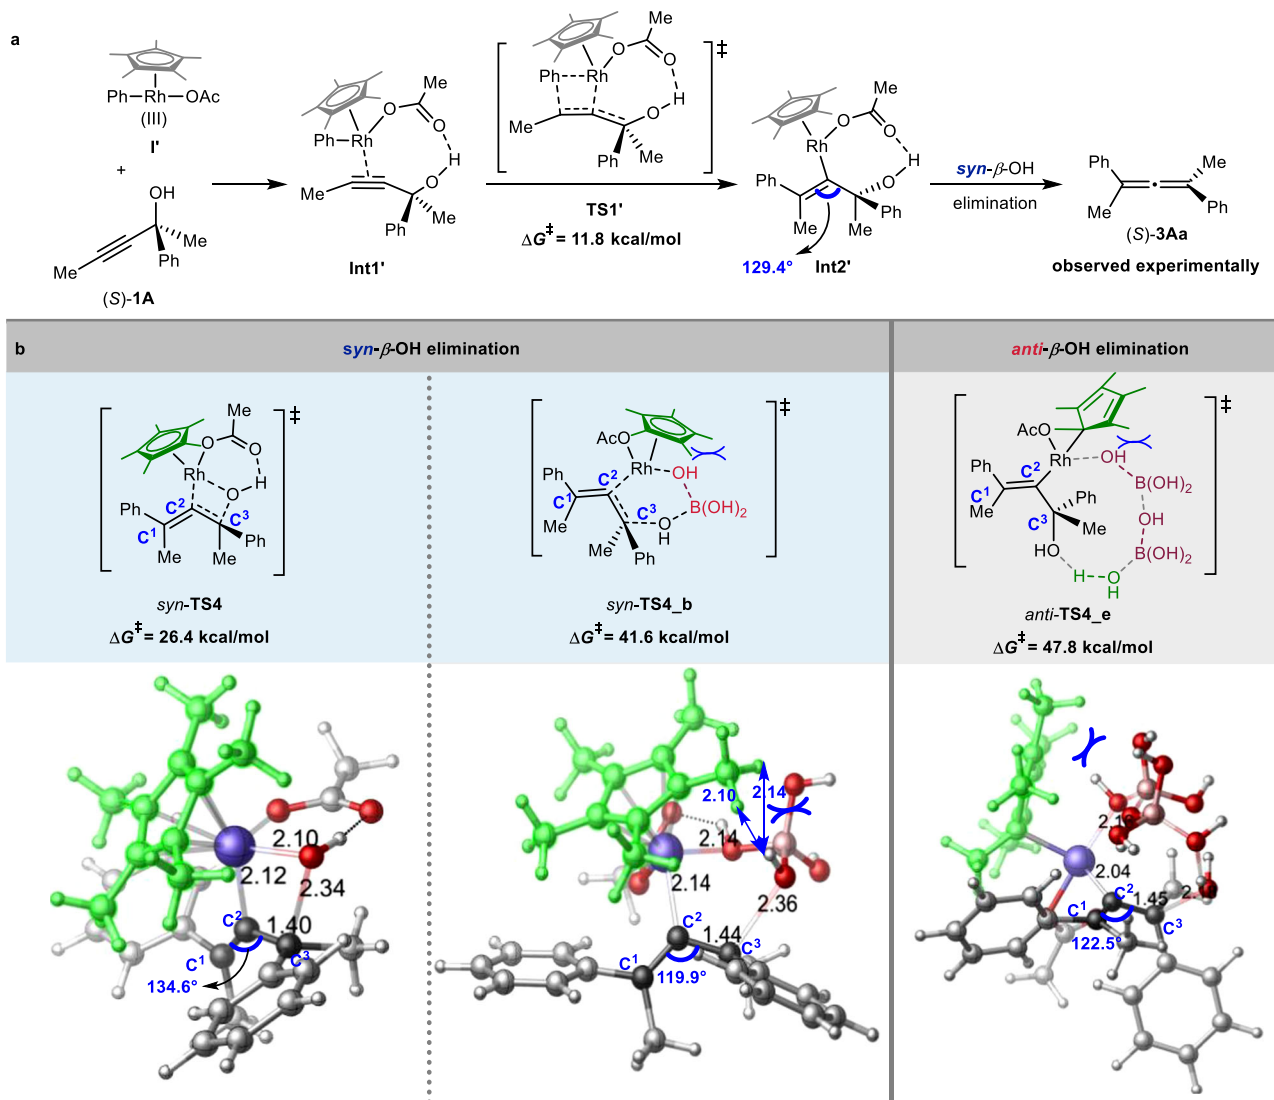 a
Ph
Rh
OAc
(III)
I'
+
OH
Me
Ph
Me
(S)-1A
Me
O
O
H
Ph
Rh
O
Me
Me
Ph
Int1'
Me
O
O
H
Ph
Rh
O
Me
Me
Ph
‡
TS1'
ΔG‡ = 11.8 kcal/mol
Me
O
O
H
Rh
Ph
O
Me
Me
Ph
129.4°
Int2'
syn-β-OH
elimination
Ph
Me
Me
Ph
(S)-3Aa
observed experimentally
b
syn-β-OH elimination
anti-β-OH elimination
‡
Me
O
O
Rh
O
H
Ph
C2
C3
C1
Me
Me
Ph
syn-TS4
ΔG‡ = 26.4 kcal/mol
‡
AcO
Rh
OH
Ph
C2
B(OH)2
C1
C3
Me
O
H
Me
Ph
syn-TS4_b
ΔG‡ = 41.6 kcal/mol
‡
AcO
Rh
OH
C2
Ph
B(OH)2
C1
Ph
Me
OH
C3
Me
HO
B(OH)2
H
O
H
anti-TS4_e
ΔG‡ = 47.8 kcal/mol
2.10
2.12
2.34
C2
1.40
C1
C3
134.6°
2.10
2.14
2.14
2.14
2.36
C2
1.44
C3
C1
119.9°
2.04
C2
1.45
C1
C3
122.5°